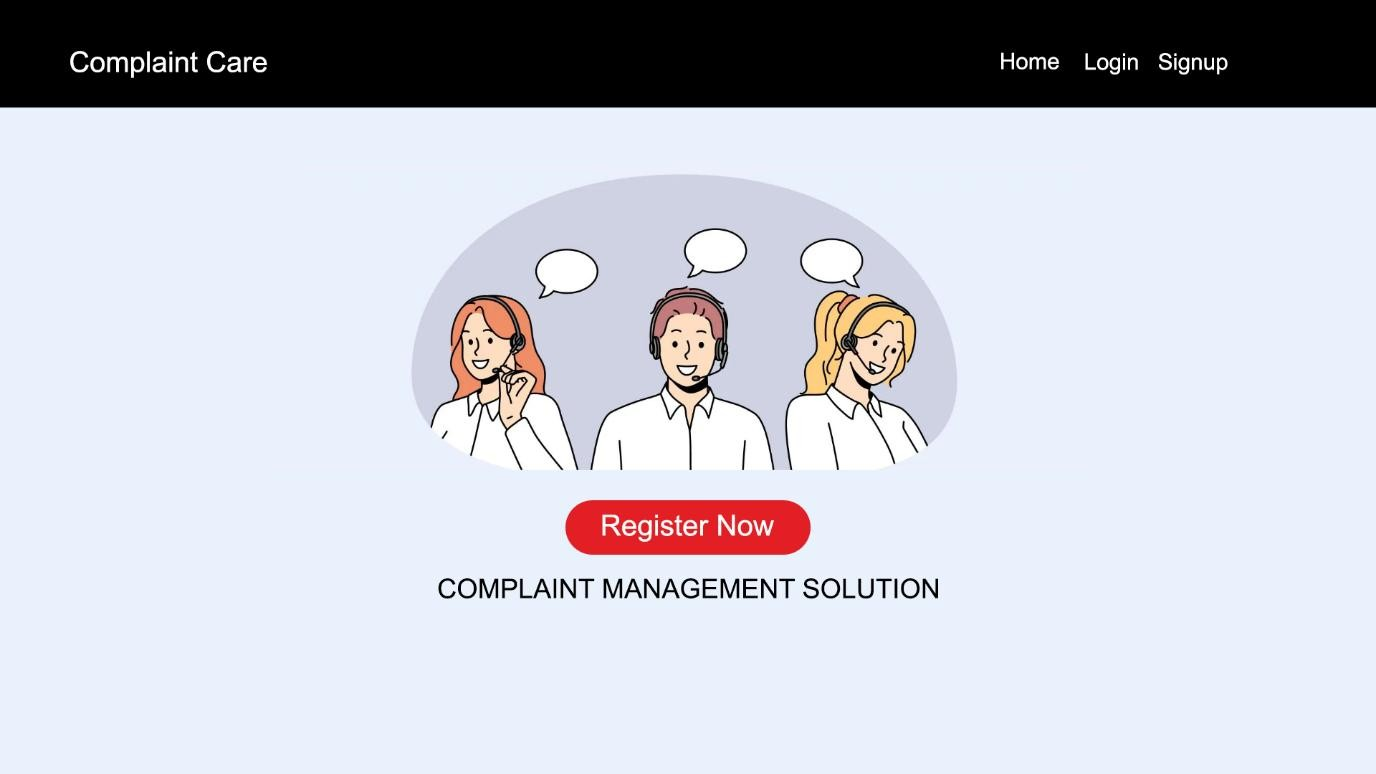 Complaint Care
Home Login Signup
Register Now
COMPLAINT MANAGEMENT SOLUTION